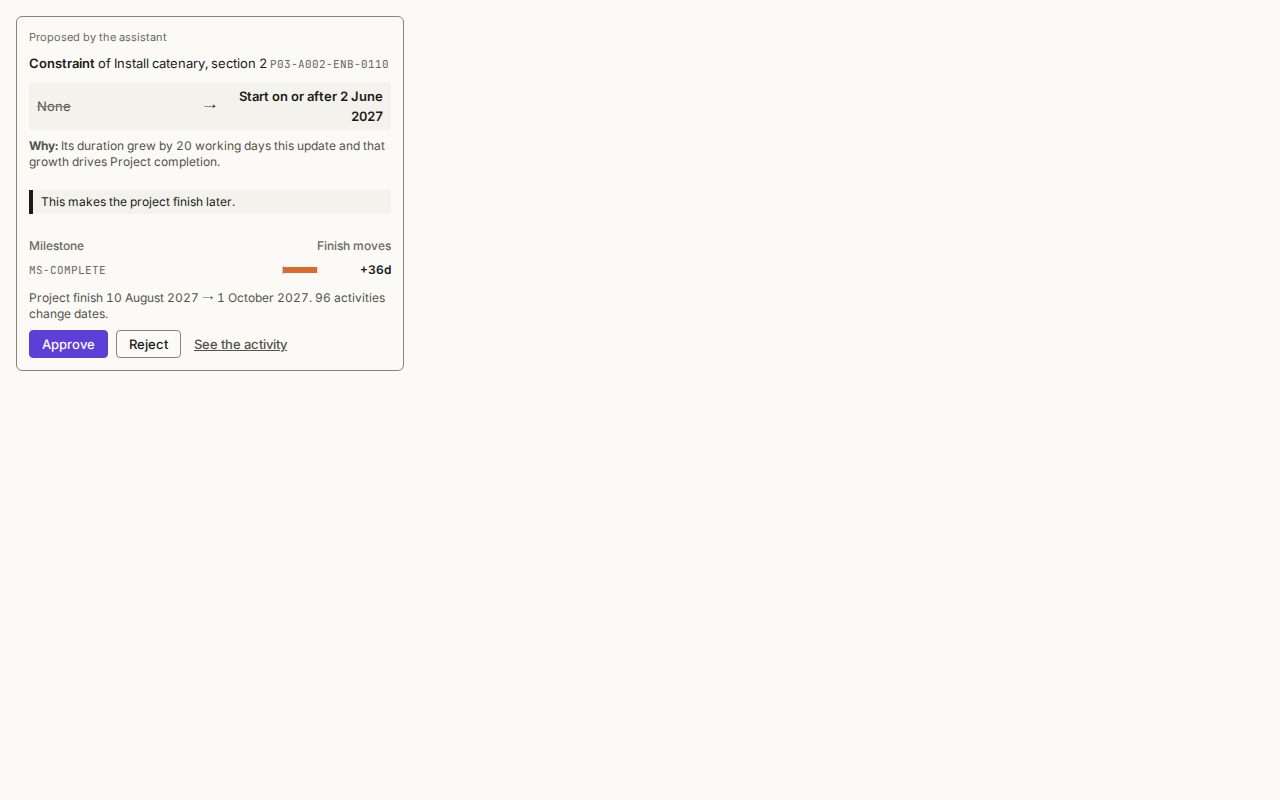 Proposed by the assistant
Constraint of Install catenary, section 2 P03-A002-ENB-0110
None → Start on or after 2 June
2027
Why: Its duration grew by 20 working days this update and that
growth drives Project completion.
This makes the project finish later.
Milestone Finish moves
MS-COMPLETE +36d
Project finish 10 August 2027 → 1 October 2027. 96 activities
change dates.
Approve Reject See the activity